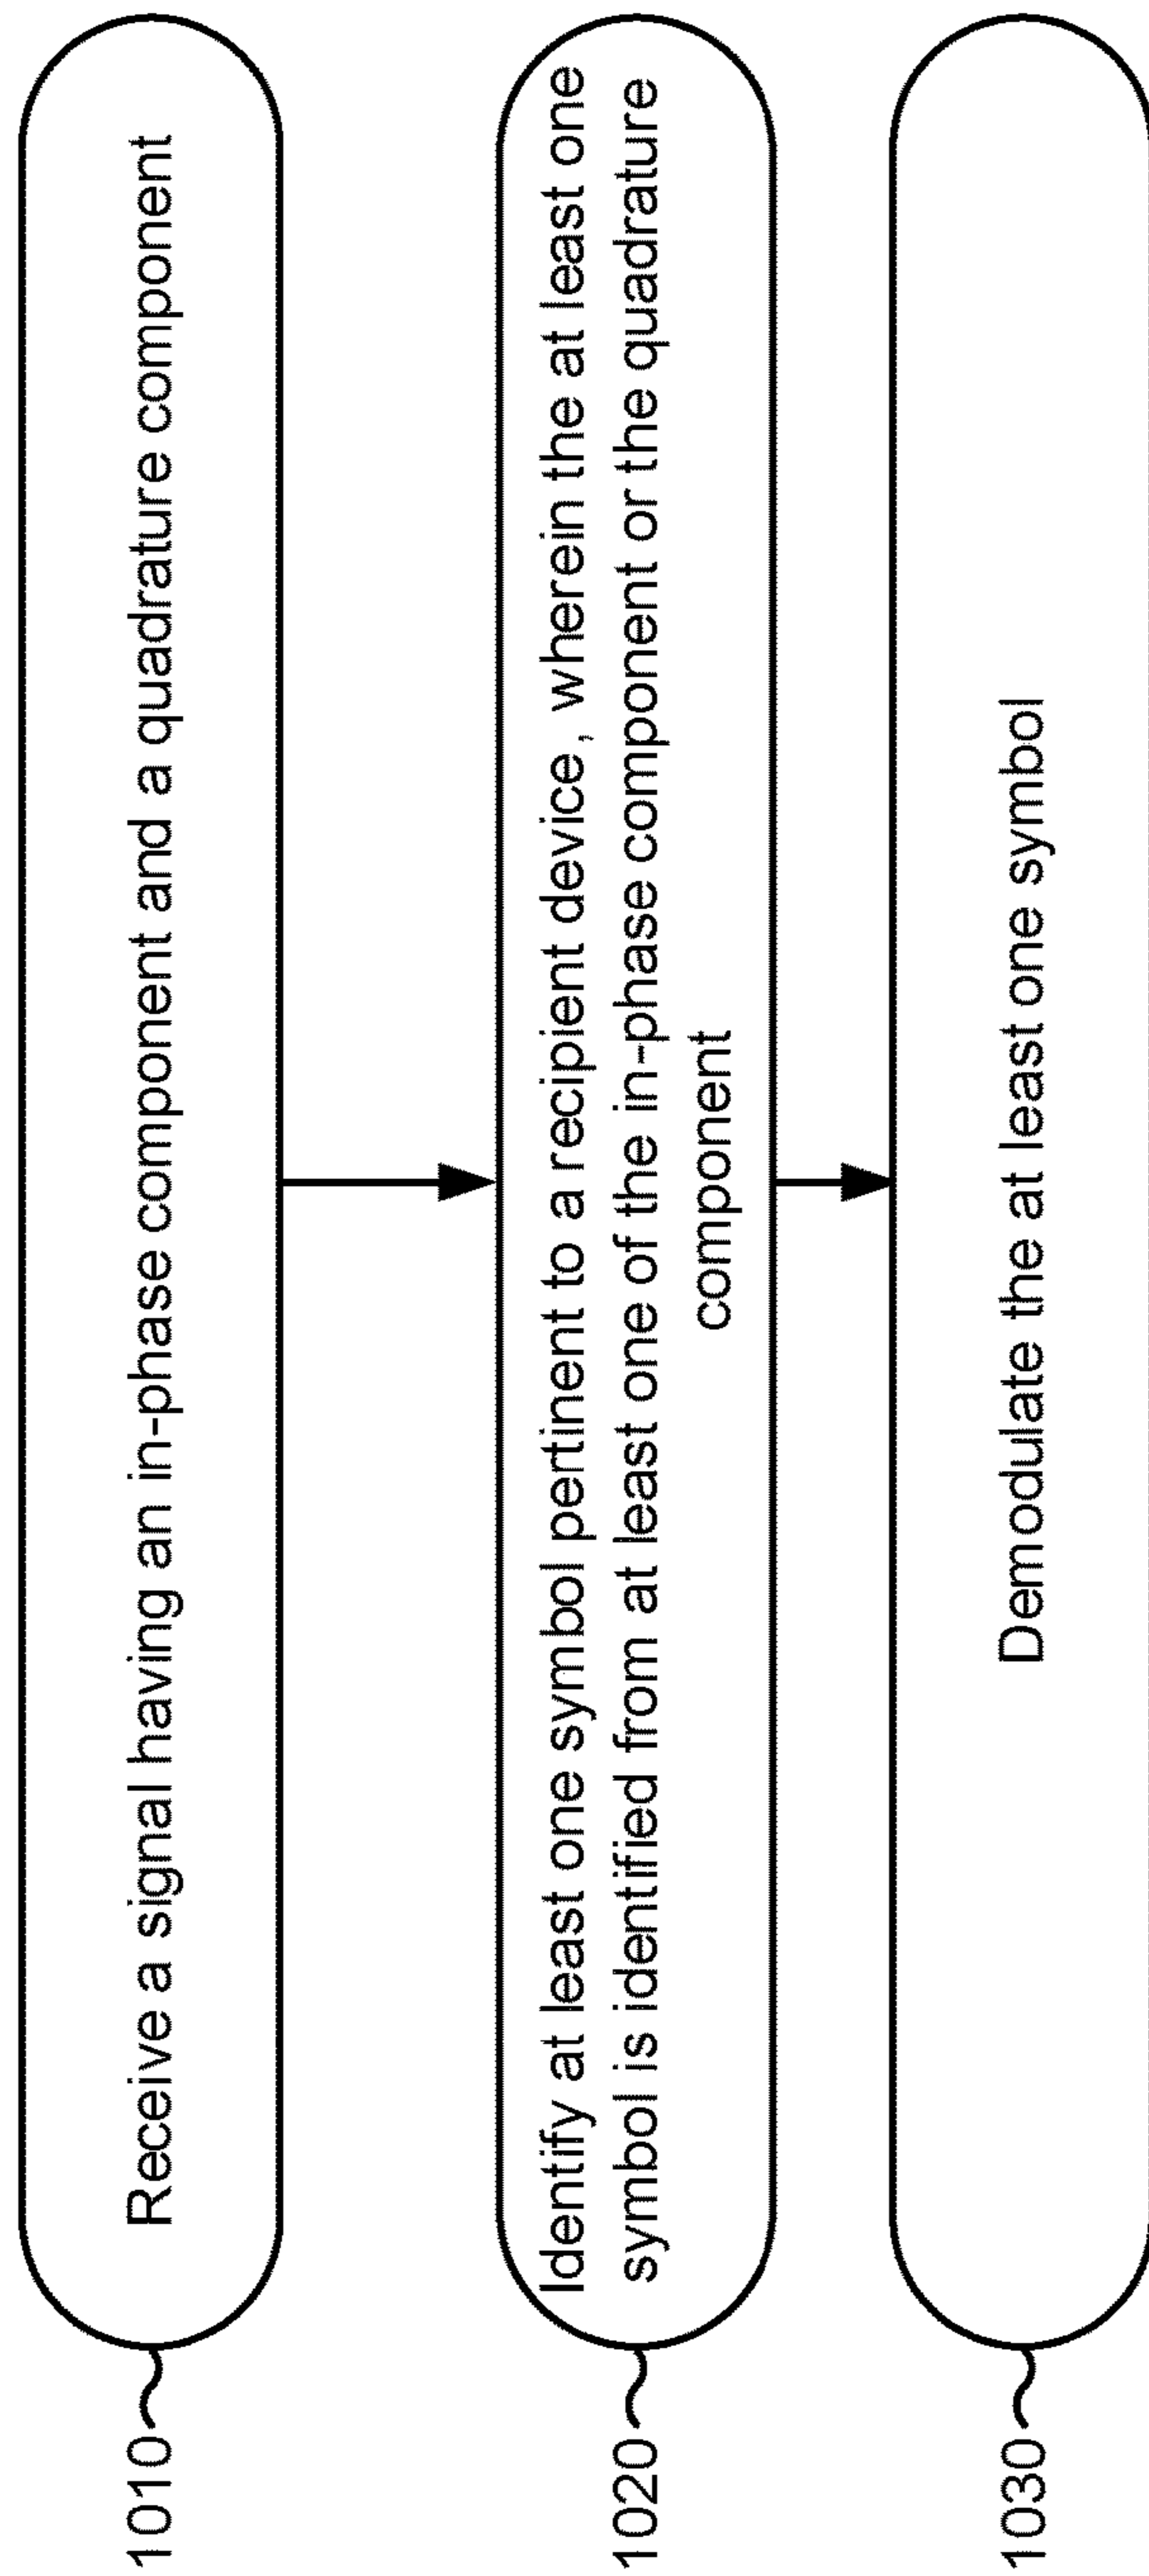 1010
Receive a signal having an in-phase component and a quadrature component
1020
Identify at least one symbol pertinent to a recipient device, wherein the at least one
symbol is identified from at least one of the in-phase component or the quadrature
component
1030
Demodulate the at least one symbol